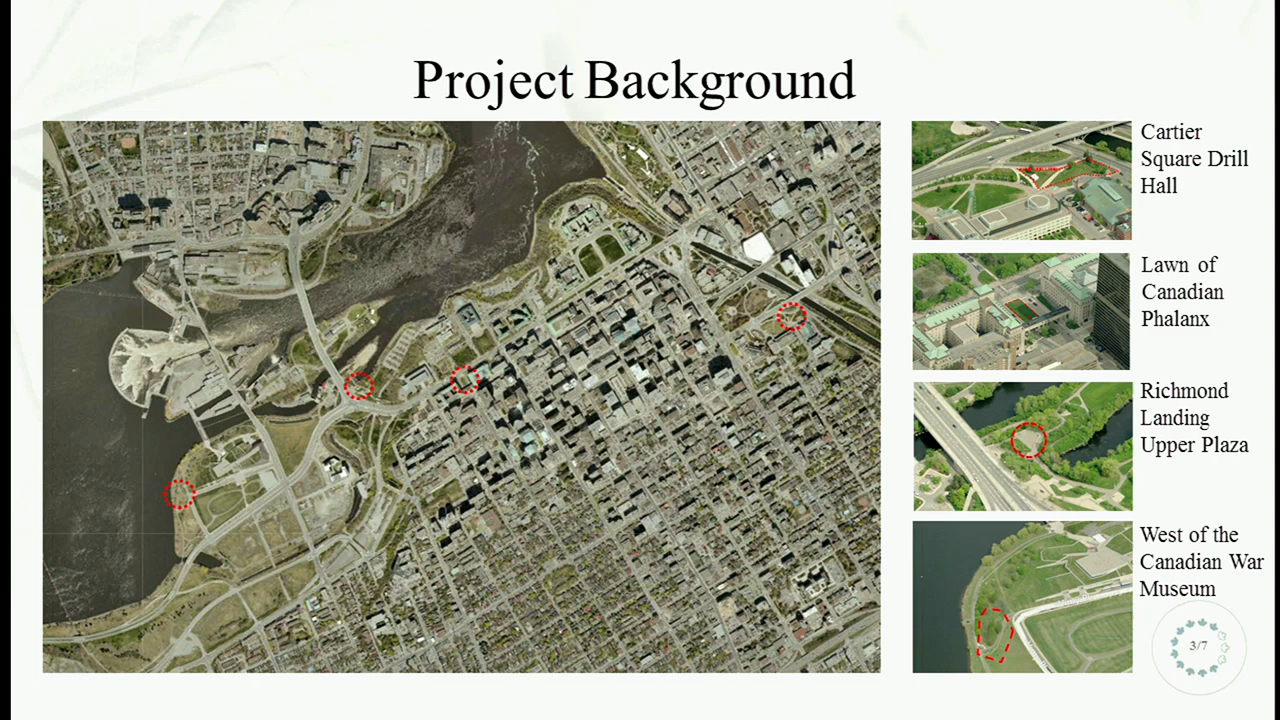 Project Background
Cartier
Square Drill
Hall
Lawn of
Canadian
Phalanx
Richmond
Landing
Upper Plaza
West of the
Canadian War
Museum
3/7